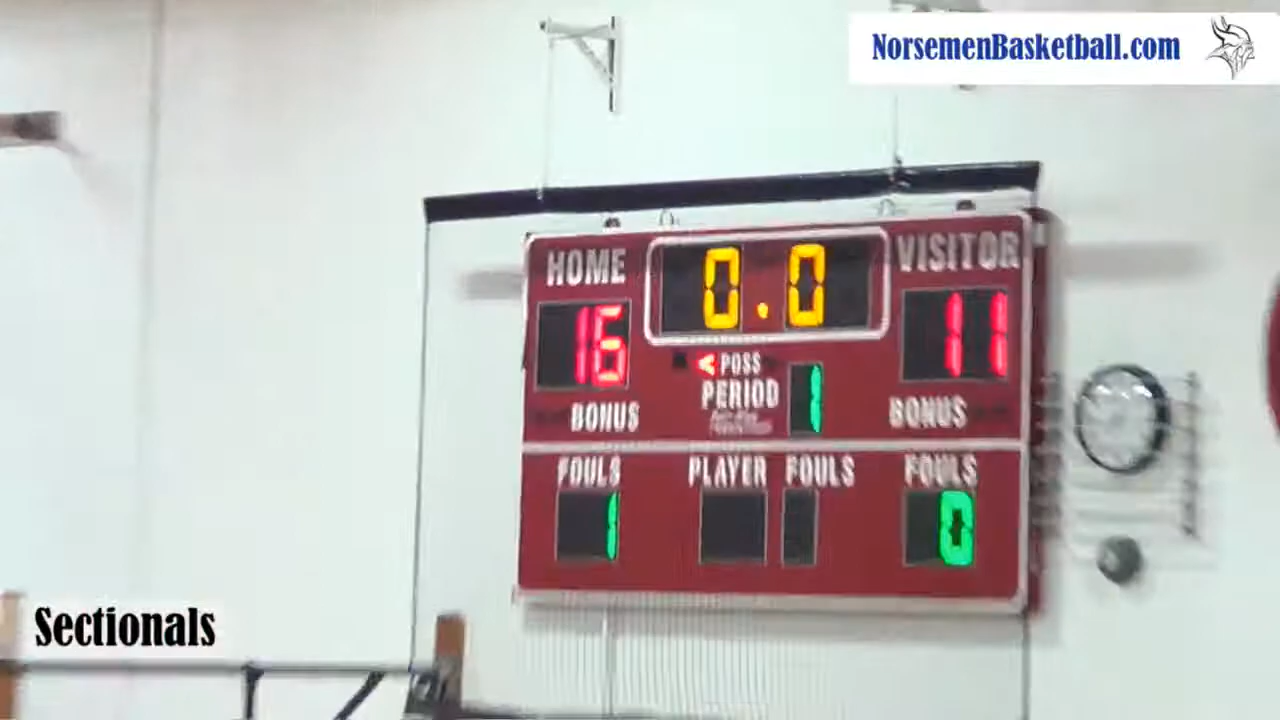 NorsemenBasketball.com
HOME 0.0 VISITOR
16 11
< POSS
PERIOD 1
BONUS BONUS
FOULS PLAYER FOULS FOULS
1 0
Sectionals